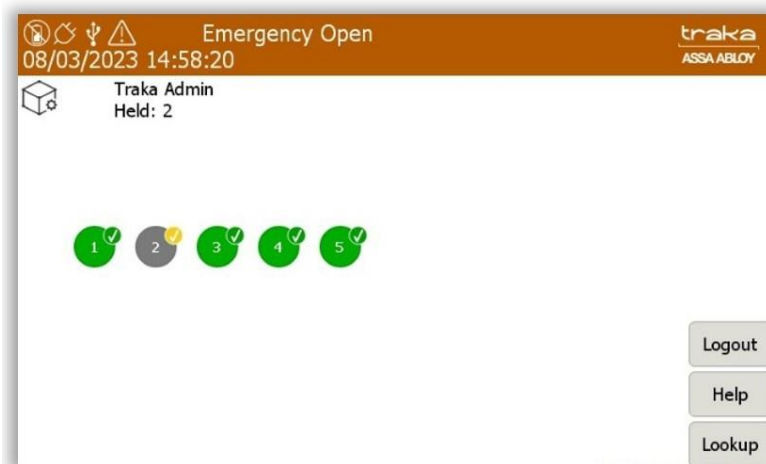 Emergency Open
08/03/2023 14:58:20
traka
ASSA ABLOY
Traka Admin
Held: 2
1 2 3 4 5
Logout
Help
Lookup